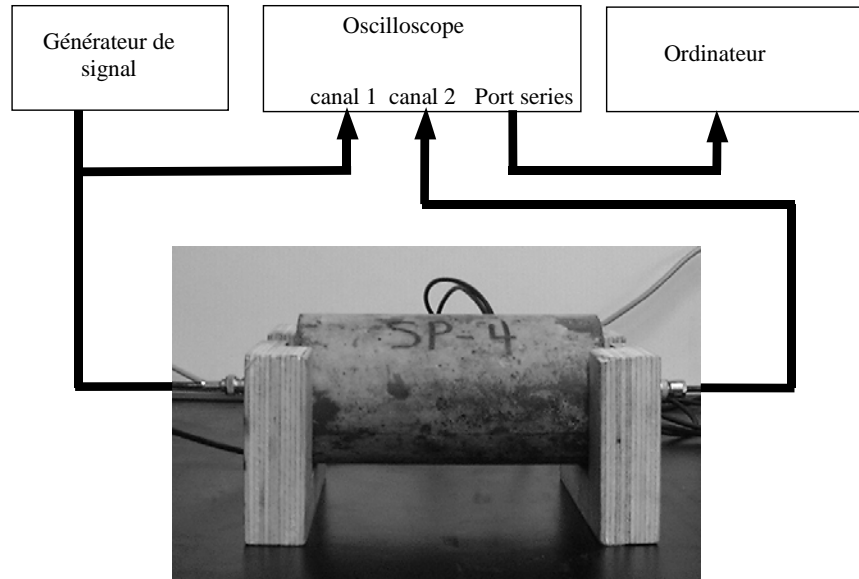 Générateur de
signal
Oscilloscope
canal 1 canal 2 Port series
Ordinateur
SP-4